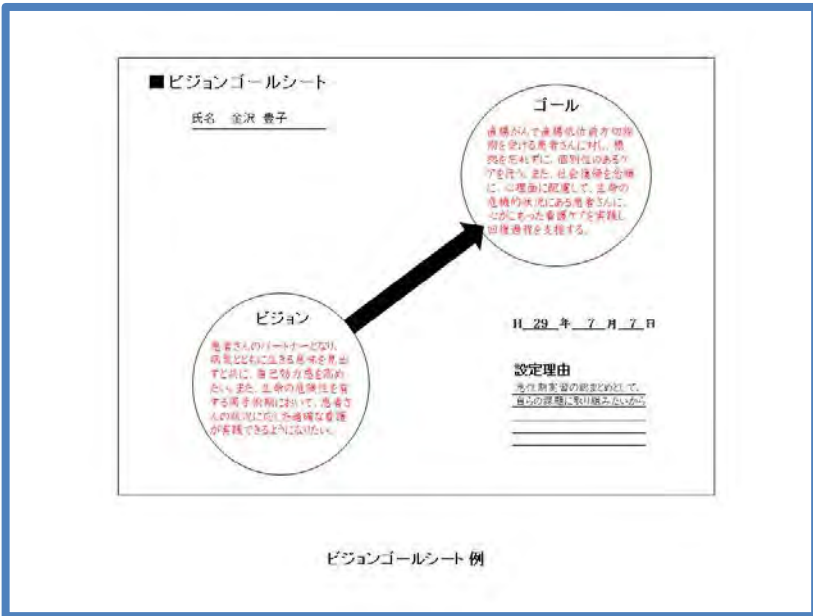 ■ビジョンゴールシート
氏名 金沢 豊子
ゴール
直腸がんで直腸低位前方切除
術を受ける患者さんに対し、根
拠を忘れずに、個別性のあるケ
アを行う。また、社会復帰を念頭
に、心理面に配慮して、生命の
危機的状況にある患者さんに、
心がこもった看護ケアを実践し
回復過程を支援する。
ビジョン
患者さんのパートナーとなり、
病気とともに生きる意味を見出
すと共に、自己効力感を高め
たい。また、生命の危険性を有
する周手術期において、患者さ
んの状況に応じた適確な看護
が実践できるようになりたい。
H 29 年 7 月 7 日
設定理由
急性期実習の総まとめとして、
自らの課題に取り組みたいから
ビジョンゴールシート 例